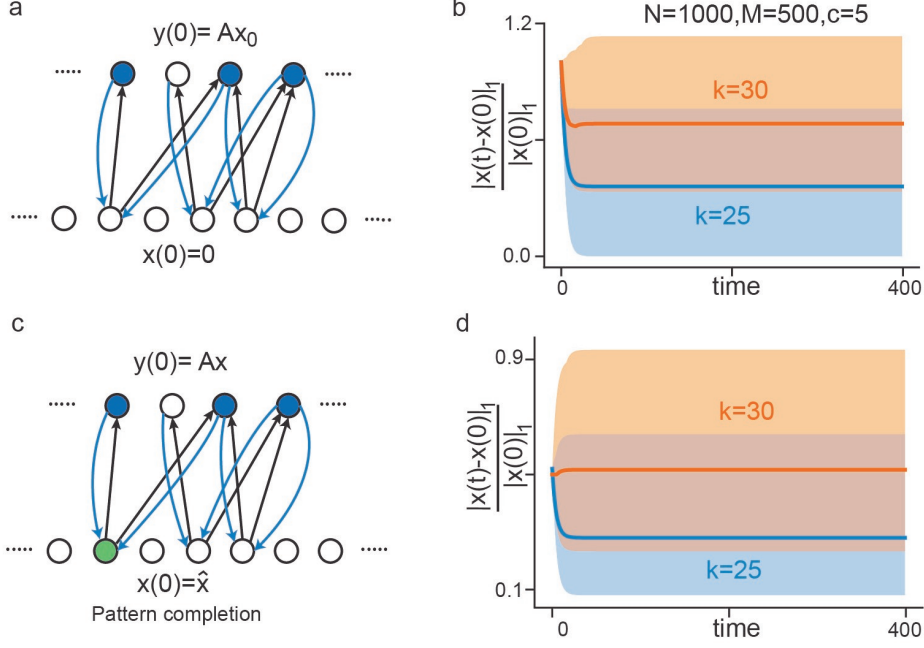 a
y(0)= Ax₀
.....
.....
.....
.....
x(0)=0
b
N=1000,M=500,c=5
1.2
|x(t)-x(0)|₁
|x(0)|₁
k=30
k=25
0.0
0
time
400
c
y(0)= Ax
.....
.....
.....
.....
x(0)=x̂
Pattern completion
d
0.9
|x(t)-x(0)|₁
|x(0)|₁
k=30
k=25
0.1
0
time
400